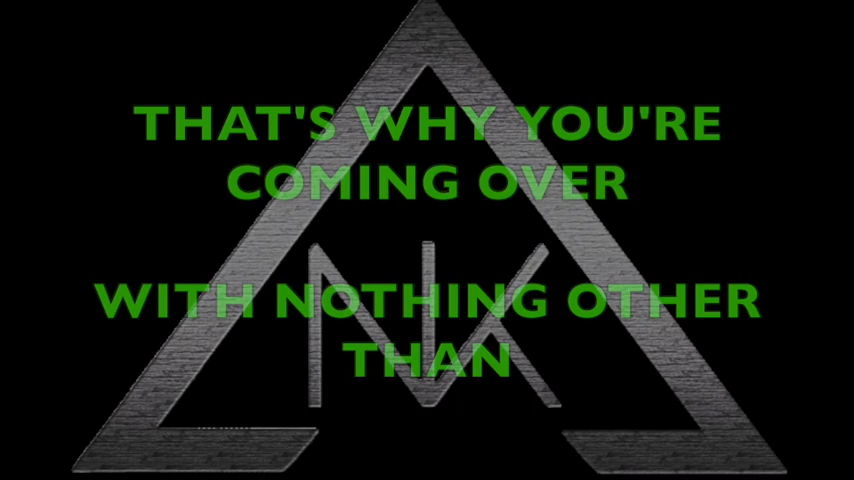 THAT'S WHY YOU'RE
COMING OVER
WITH NOTHING OTHER
THAN